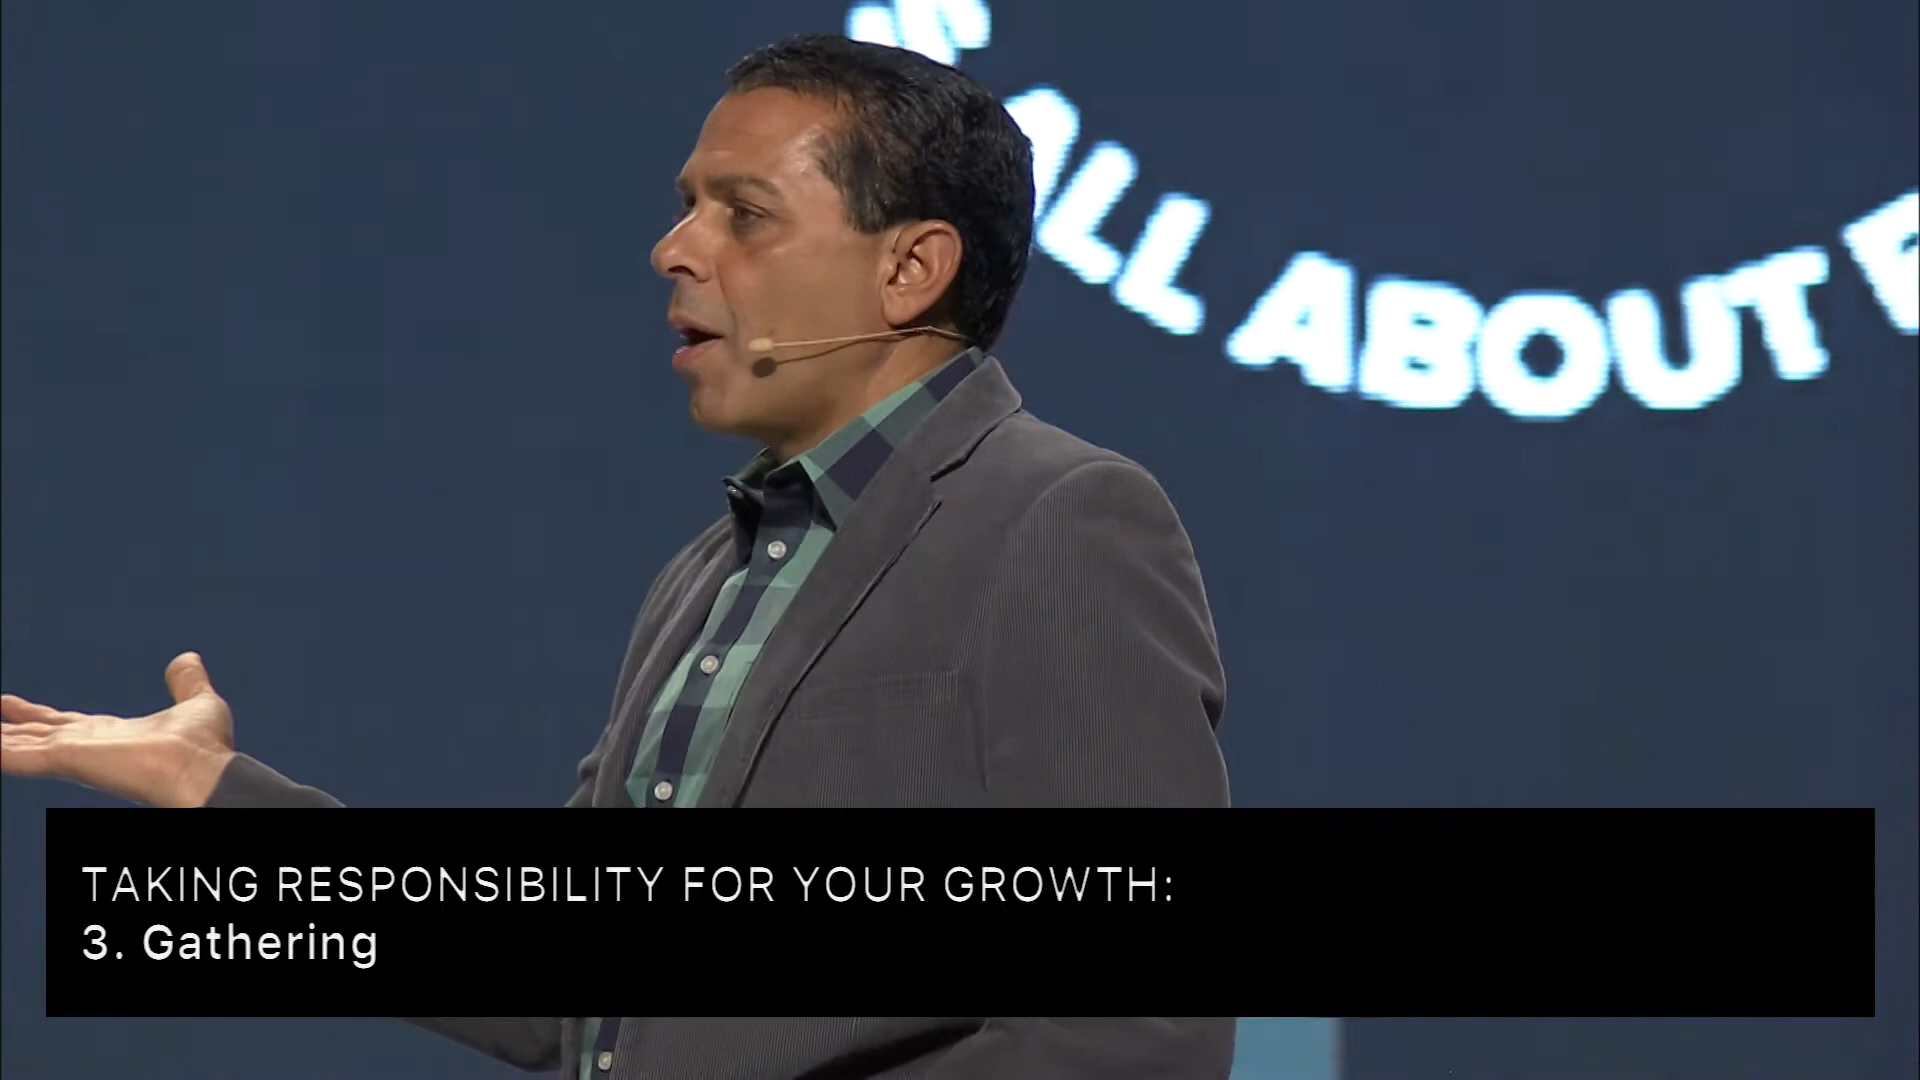 ALL ABOUT
TAKING RESPONSIBILITY FOR YOUR GROWTH:
3. Gathering